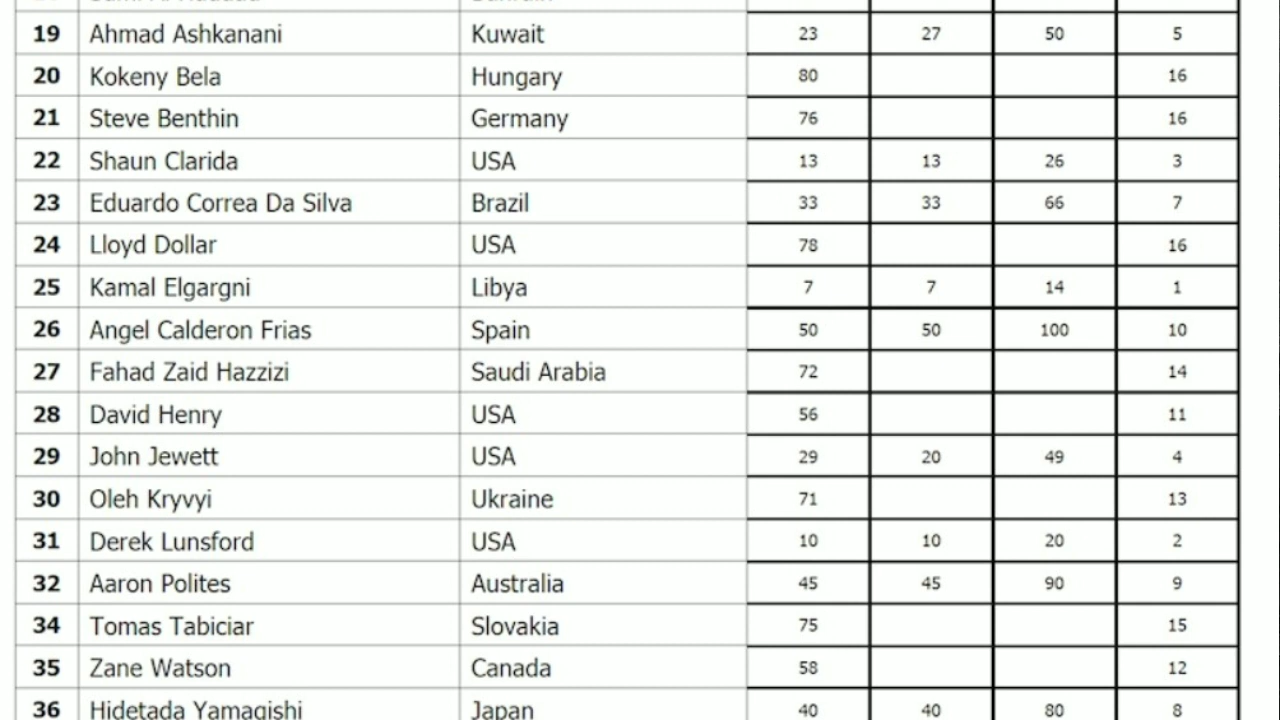 19 Ahmad Ashkanani Kuwait 23 27 50 5
20 Kokeny Bela Hungary 80 16
21 Steve Benthin Germany 76 16
22 Shaun Clarida USA 13 13 26 3
23 Eduardo Correa Da Silva Brazil 33 33 66 7
24 Lloyd Dollar USA 78 16
25 Kamal Elgargni Libya 7 7 14 1
26 Angel Calderon Frias Spain 50 50 100 10
27 Fahad Zaid Hazzizi Saudi Arabia 72 14
28 David Henry USA 56 11
29 John Jewett USA 29 20 49 4
30 Oleh Kryvyi Ukraine 71 13
31 Derek Lunsford USA 10 10 20 2
32 Aaron Polites Australia 45 45 90 9
34 Tomas Tabiciar Slovakia 75 15
35 Zane Watson Canada 58 12
36 Hidetada Yamagishi Japan 40 40 80 8